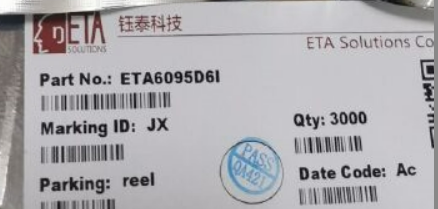 ETA
SOLUTIONS
钰泰科技
ETA Solutions Co
Part No.: ETA6095D6I
Marking ID: JX
Qty: 3000
PASS
QA421
Parking: reel
Date Code: Ac